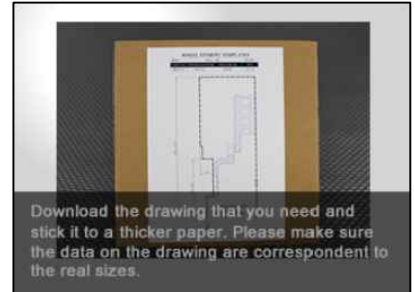 Download the drawing that you need and
stick it to a thicker paper. Please make sure
the data on the drawing are correspondent to
the real sizes.